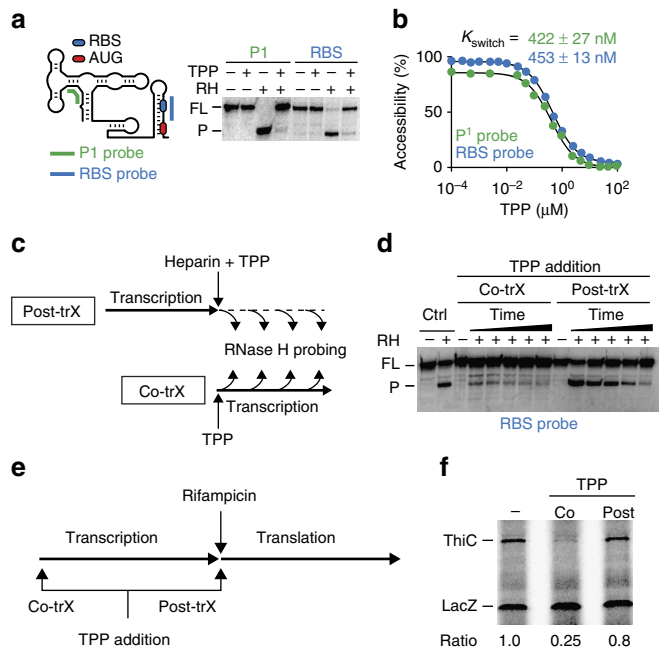 a
RBS
AUG
P1 probe
RBS probe
P1 RBS
TPP – + – + – + – +
RH – – + + – – + +
FL
P
b
Kswitch = 422 ± 27 nM
453 ± 13 nM
Accessibility (%)
100
50
0
P1 probe
RBS probe
10–4 10–2 100 102
TPP (μM)
c
Heparin + TPP
Post-trX
Transcription
RNase H probing
Co-trX
Transcription
TPP
d
TPP addition
Co-trX Post-trX
Ctrl Time Time
RH – + – + + + + + – + + + + +
FL
P
RBS probe
e
Rifampicin
Transcription Translation
Co-trX Post-trX
TPP addition
f
TPP
– Co Post
ThiC
LacZ
Ratio 1.0 0.25 0.8